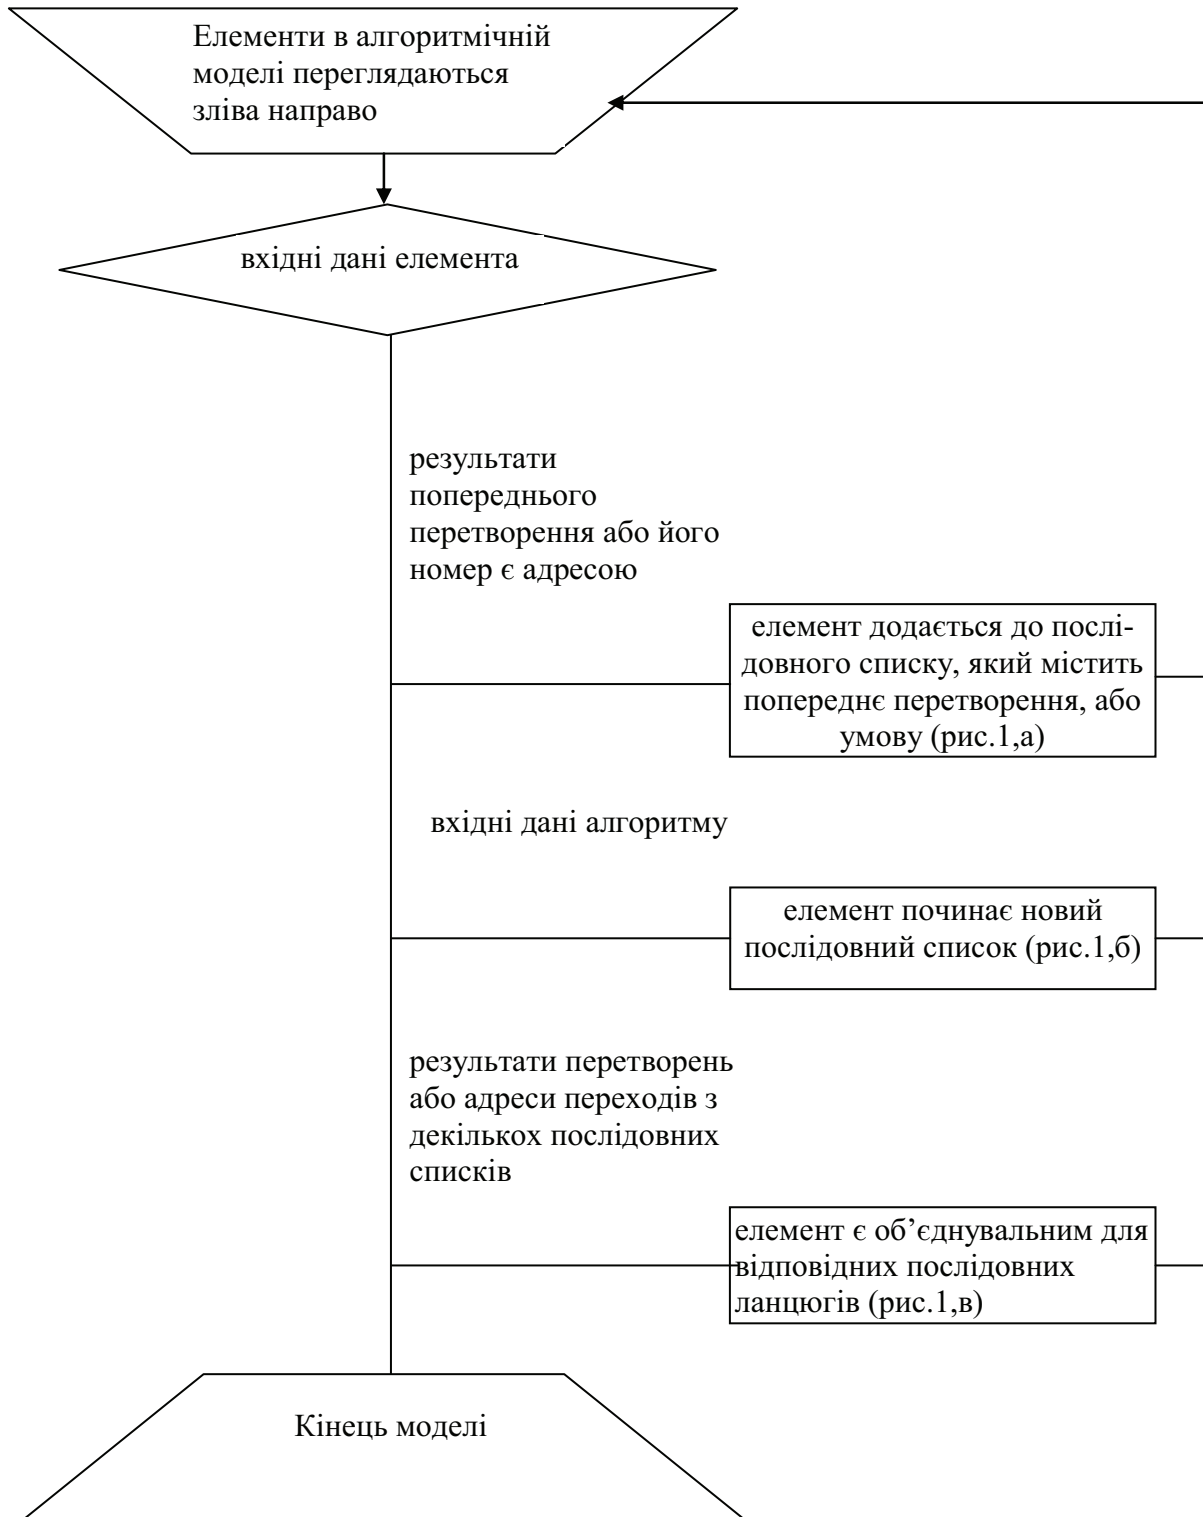 Елементи в алгоритмічній
моделі переглядаються
зліва направо
вхідні дані елемента
результати
попереднього
перетворення або його
номер є адресою
елемент додається до послі-
довного списку, який містить
попереднє перетворення, або
умову (рис.1,а)
вхідні дані алгоритму
елемент починає новий
послідовний список (рис.1,б)
результати перетворень
або адреси переходів з
декількох послідовних
списків
елемент є об’єднувальним для
відповідних послідовних
ланцюгів (рис.1,в)
Кінець моделі